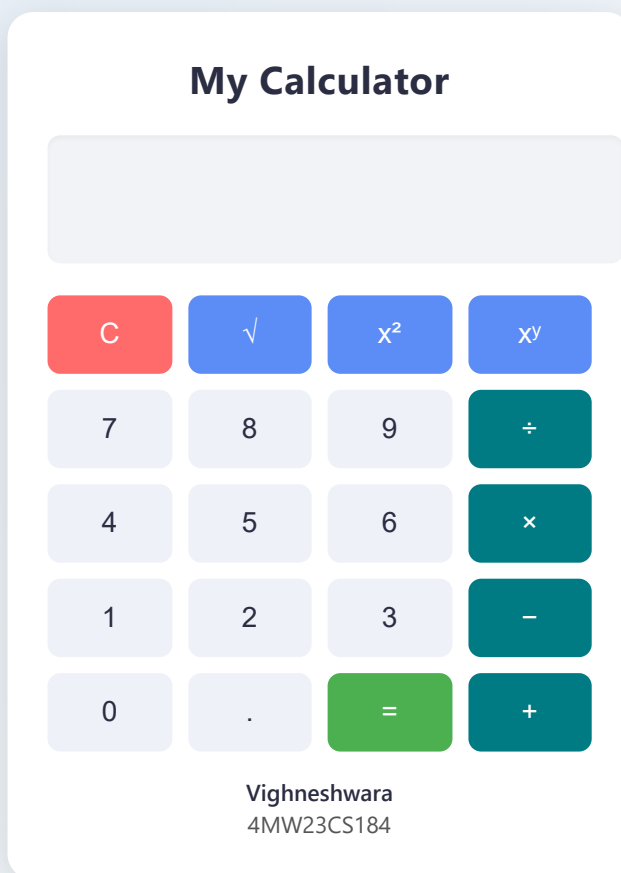 My Calculator
C √ x² xʸ
7 8 9 ÷
4 5 6 ×
1 2 3 −
0 . = +
Vighneshwara
4MW23CS184